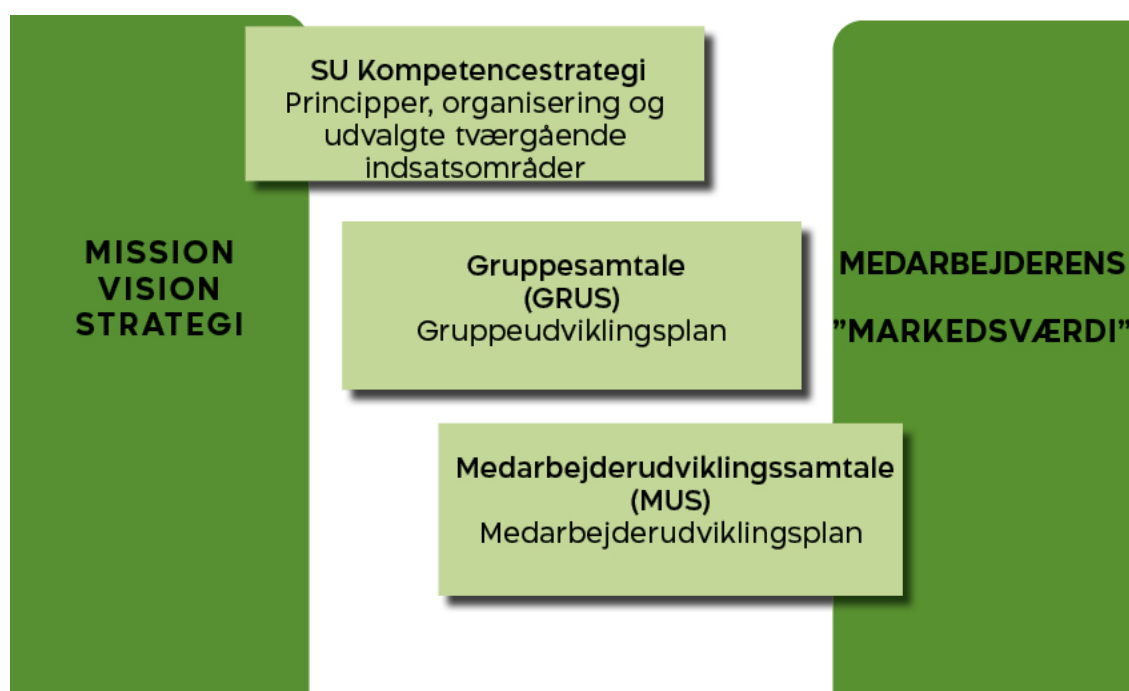 SU Kompetencestrategi
Principper, organisering og
udvalgte tværgående
indsatsområder
MISSION
VISION
STRATEGI
Gruppesamtale
(GRUS)
Gruppeudviklingsplan
MEDARBEJDERENS
”MARKEDSVÆRDI”
Medarbejderudviklingssamtale
(MUS)
Medarbejderudviklingsplan